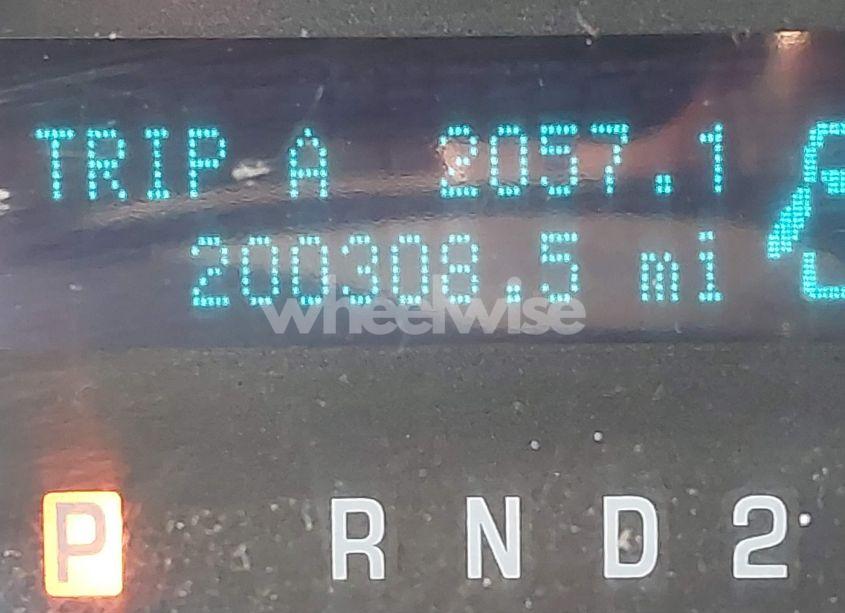 TRIP A 2057.1
200308.5 mi
wheelwise
P R N D 2